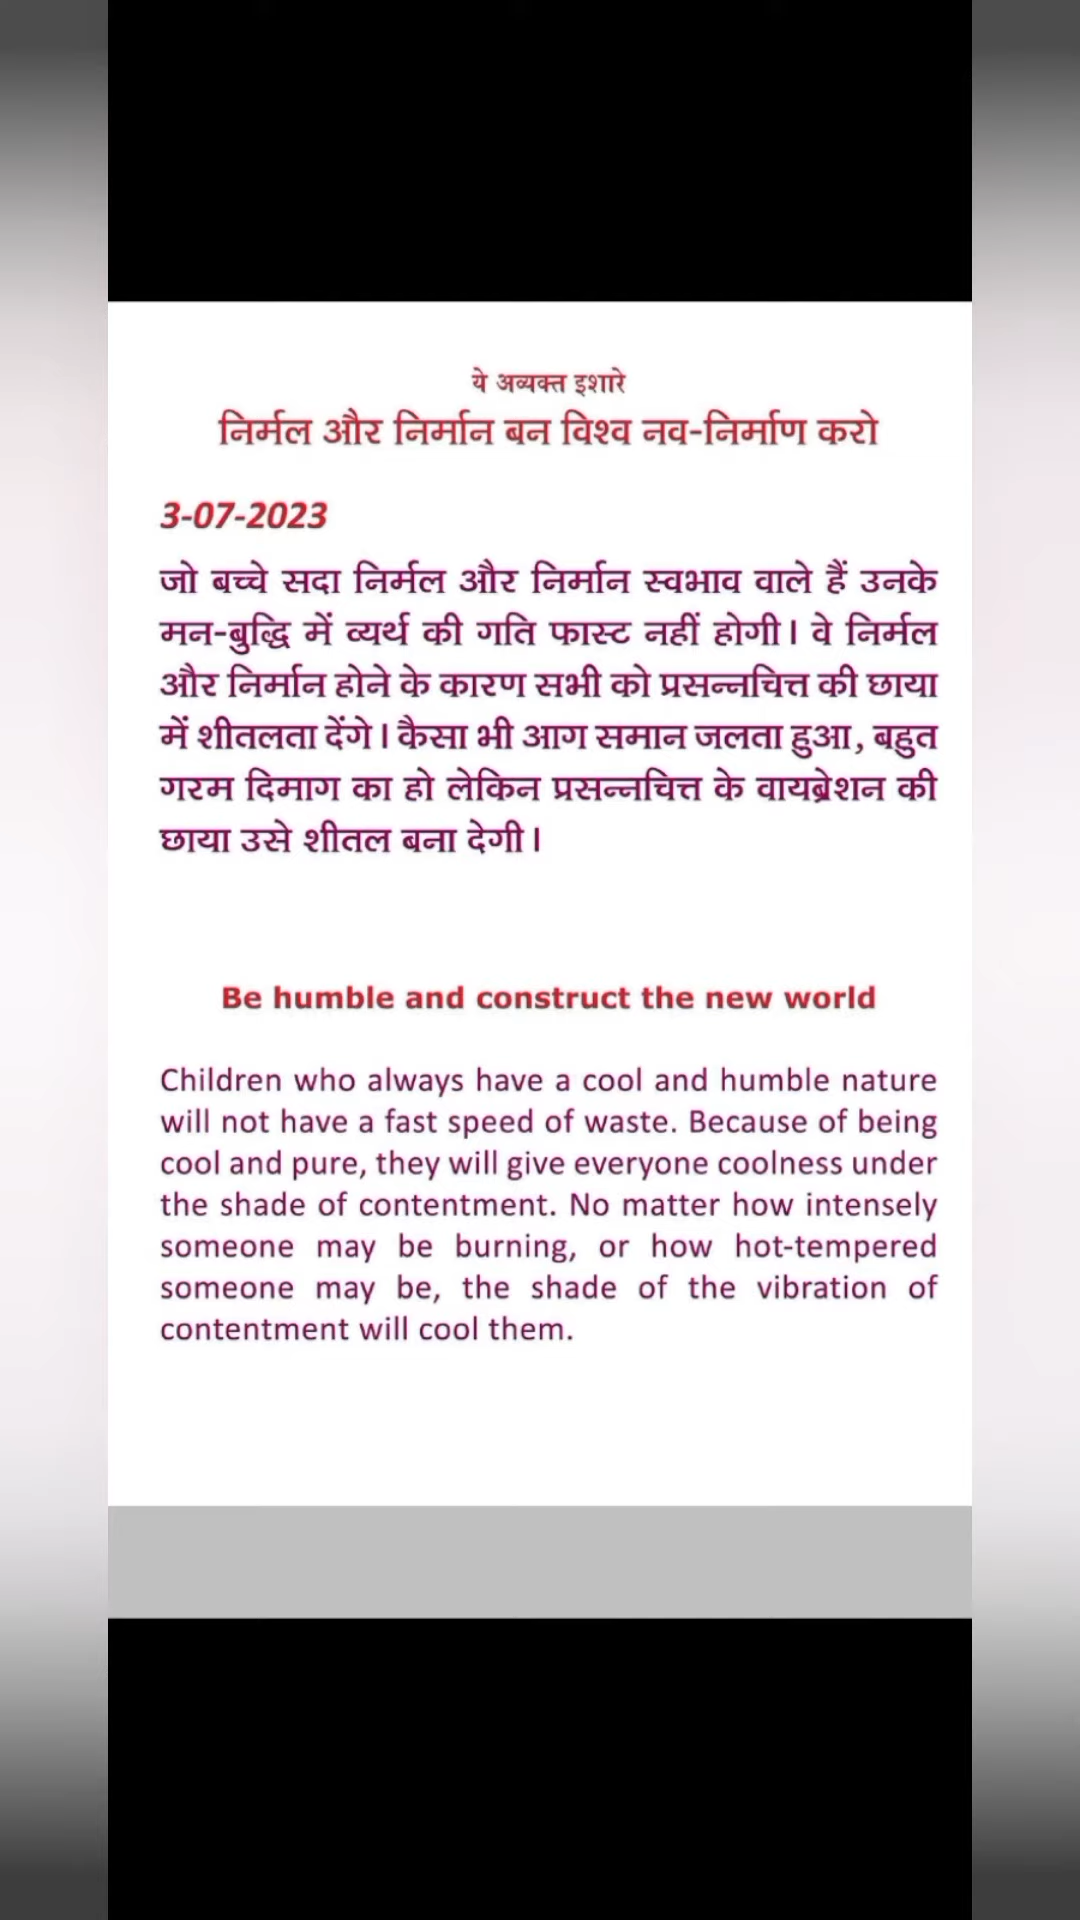 ये अव्यक्त इशारे
निर्मल और निर्मान बन विश्व नव-निर्माण करो
3-07-2023
जो बच्चे सदा निर्मल और निर्मान स्वभाव वाले हैं उनके
मन-बुद्धि में व्यर्थ की गति फास्ट नहीं होगी। वे निर्मल
और निर्मान होने के कारण सभी को प्रसन्नचित्त की छाया
में शीतलता देंगे। कैसा भी आग समान जलता हुआ, बहुत
गरम दिमाग का हो लेकिन प्रसन्नचित्त के वायब्रेशन की
छाया उसे शीतल बना देगी।
Be humble and construct the new world
Children who always have a cool and humble nature
will not have a fast speed of waste. Because of being
cool and pure, they will give everyone coolness under
the shade of contentment. No matter how intensely
someone may be burning, or how hot-tempered
someone may be, the shade of the vibration of
contentment will cool them.